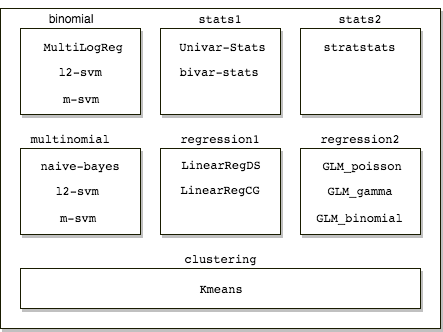 binomial
MultiLogReg
l2-svm
m-svm
stats1
Univar-Stats
bivar-stats
stats2
stratstats
multinomial
naive-bayes
l2-svm
m-svm
regression1
LinearRegDS
LinearRegCG
regression2
GLM_poisson
GLM_gamma
GLM_binomial
clustering
Kmeans